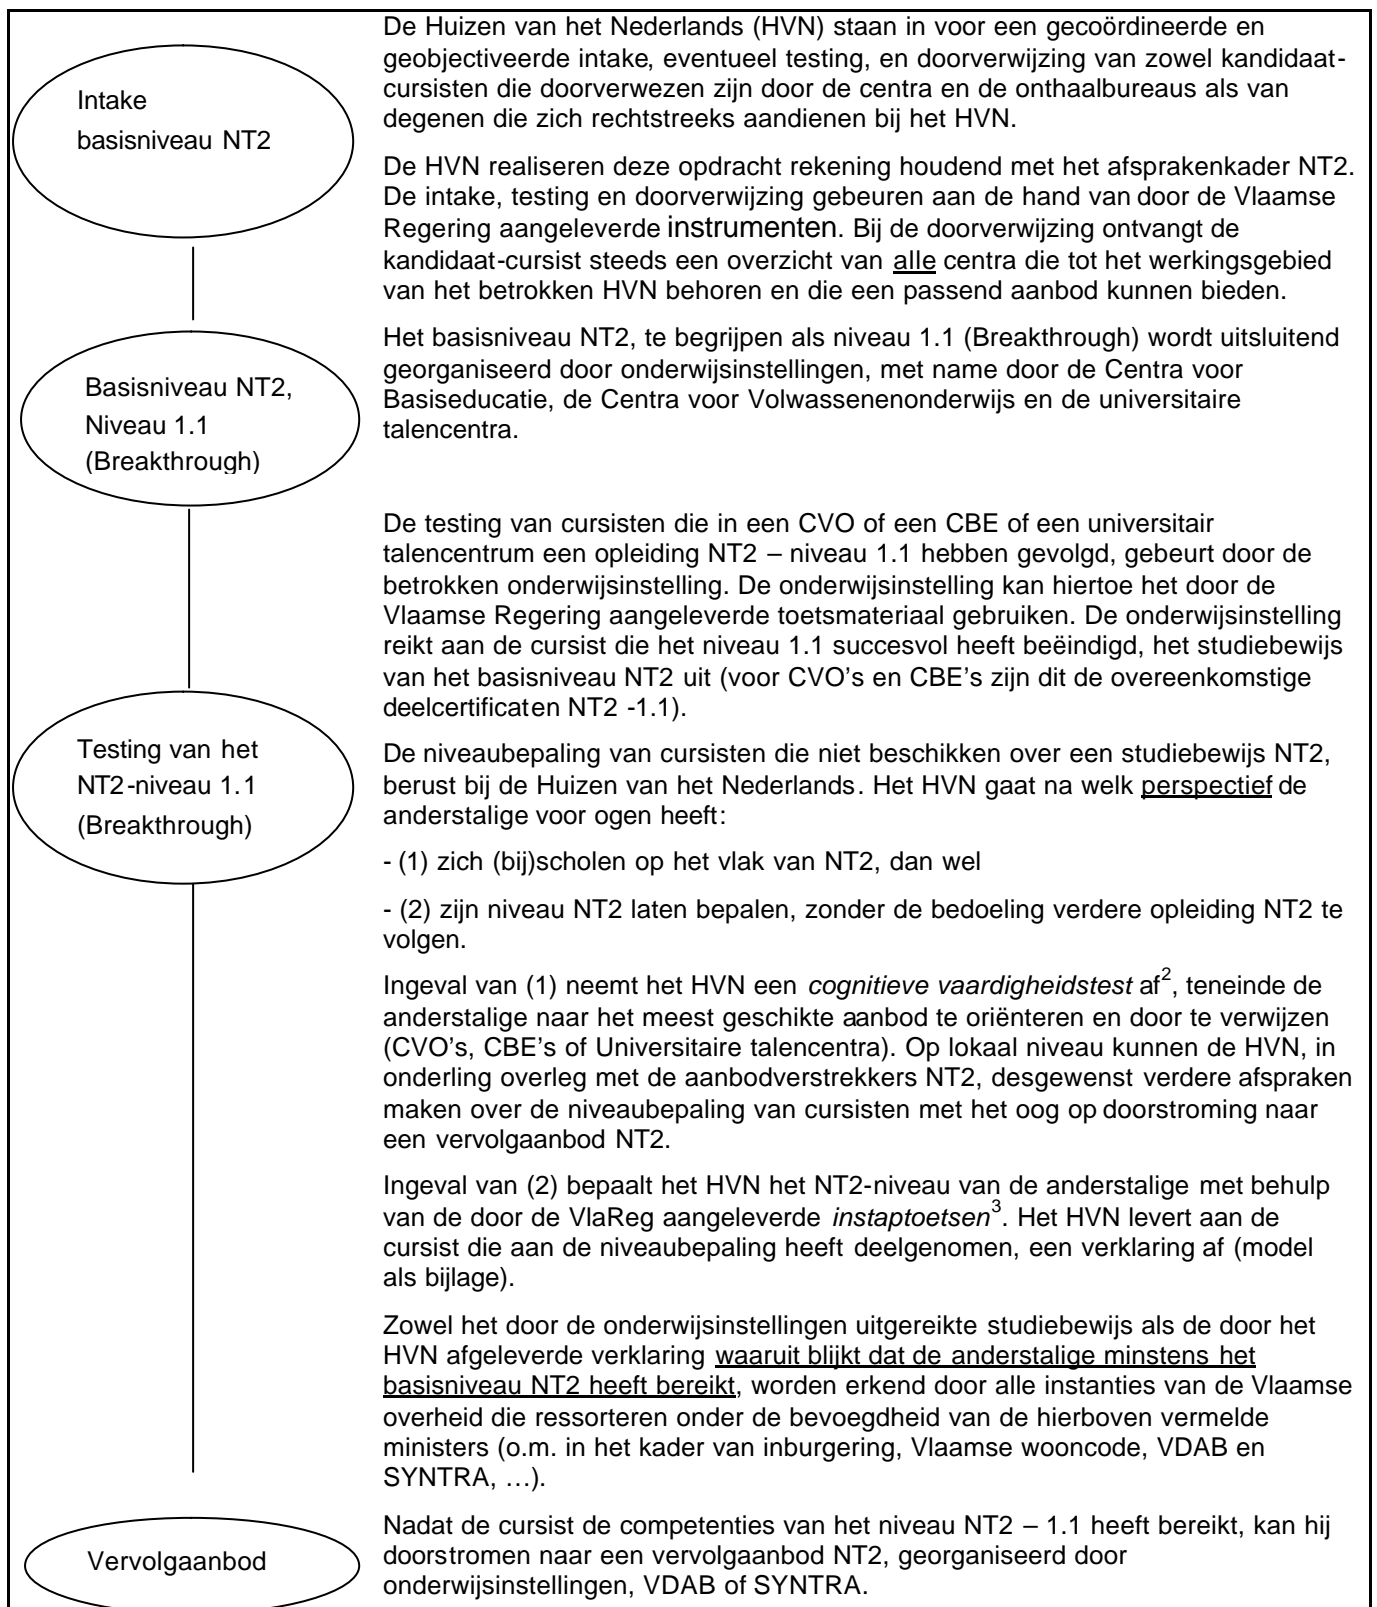 De Huizen van het Nederlands (HVN) staan in voor een gecoördineerde en
geobjectiveerde intake, eventueel testing, en doorverwijzing van zowel kandidaat-
cursisten die doorverwezen zijn door de centra en de onthaalbureaus als van
degenen die zich rechtstreeks aandienen bij het HVN.
Intake
basisniveau NT2
De HVN realiseren deze opdracht rekening houdend met het afsprakenkader NT2.
De intake, testing en doorverwijzing gebeuren aan de hand van door de Vlaamse
Regering aangeleverde instrumenten. Bij de doorverwijzing ontvangt de
kandidaat-cursist steeds een overzicht van alle centra die tot het werkingsgebied
van het betrokken HVN behoren en die een passend aanbod kunnen bieden.
Het basisniveau NT2, te begrijpen als niveau 1.1 (Breakthrough) wordt uitsluitend
georganiseerd door onderwijsinstellingen, met name door de Centra voor
Basiseducatie, de Centra voor Volwassenenonderwijs en de universitaire
talencentra.
Basisniveau NT2,
Niveau 1.1
(Breakthrough)
De testing van cursisten die in een CVO of een CBE of een universitair
talencentrum een opleiding NT2 – niveau 1.1 hebben gevolgd, gebeurt door de
betrokken onderwijsinstelling. De onderwijsinstelling kan hiertoe het door de
Vlaamse Regering aangeleverde toetsmateriaal gebruiken. De onderwijsinstelling
reikt aan de cursist die het niveau 1.1 succesvol heeft beëindigd, het studiebewijs
van het basisniveau NT2 uit (voor CVO's en CBE's zijn dit de overeenkomstige
deelcertificaten NT2 -1.1).
Testing van het
NT2-niveau 1.1
(Breakthrough)
De niveaubepaling van cursisten die niet beschikken over een studiebewijs NT2,
berust bij de Huizen van het Nederlands. Het HVN gaat na welk perspectief de
anderstalige voor ogen heeft:
- (1) zich (bij)scholen op het vlak van NT2, dan wel
- (2) zijn niveau NT2 laten bepalen, zonder de bedoeling verdere opleiding NT2 te
volgen.
Ingeval van (1) neemt het HVN een cognitieve vaardigheidstest af2, teneinde de
anderstalige naar het meest geschikte aanbod te oriënteren en door te verwijzen
(CVO's, CBE's of Universitaire talencentra). Op lokaal niveau kunnen de HVN, in
onderling overleg met de aanbodverstrekkers NT2, desgewenst verdere afspraken
maken over de niveaubepaling van cursisten met het oog op doorstroming naar
een vervolgaanbod NT2.
Ingeval van (2) bepaalt het HVN het NT2-niveau van de anderstalige met behulp
van de door de VlaReg aangeleverde instaptoetsen3. Het HVN levert aan de
cursist die aan de niveaubepaling heeft deelgenomen, een verklaring af (model
als bijlage).
Zowel het door de onderwijsinstellingen uitgereikte studiebewijs als de door het
HVN afgeleverde verklaring waaruit blijkt dat de anderstalige minstens het
basisniveau NT2 heeft bereikt, worden erkend door alle instanties van de Vlaamse
overheid die ressorteren onder de bevoegdheid van de hierboven vermelde
ministers (o.m. in het kader van inburgering, Vlaamse wooncode, VDAB en
SYNTRA, …).
Vervolgaanbod
Nadat de cursist de competenties van het niveau NT2 – 1.1 heeft bereikt, kan hij
doorstromen naar een vervolgaanbod NT2, georganiseerd door
onderwijsinstellingen, VDAB of SYNTRA.